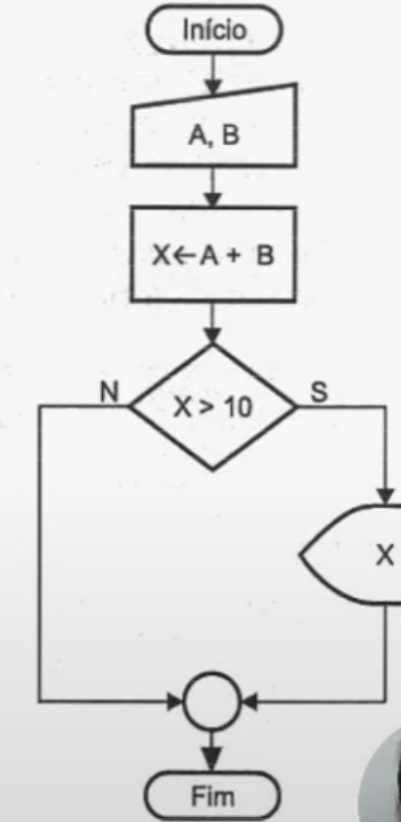 Início
A, B
X←A + B
N
X > 10
S
X
Fim